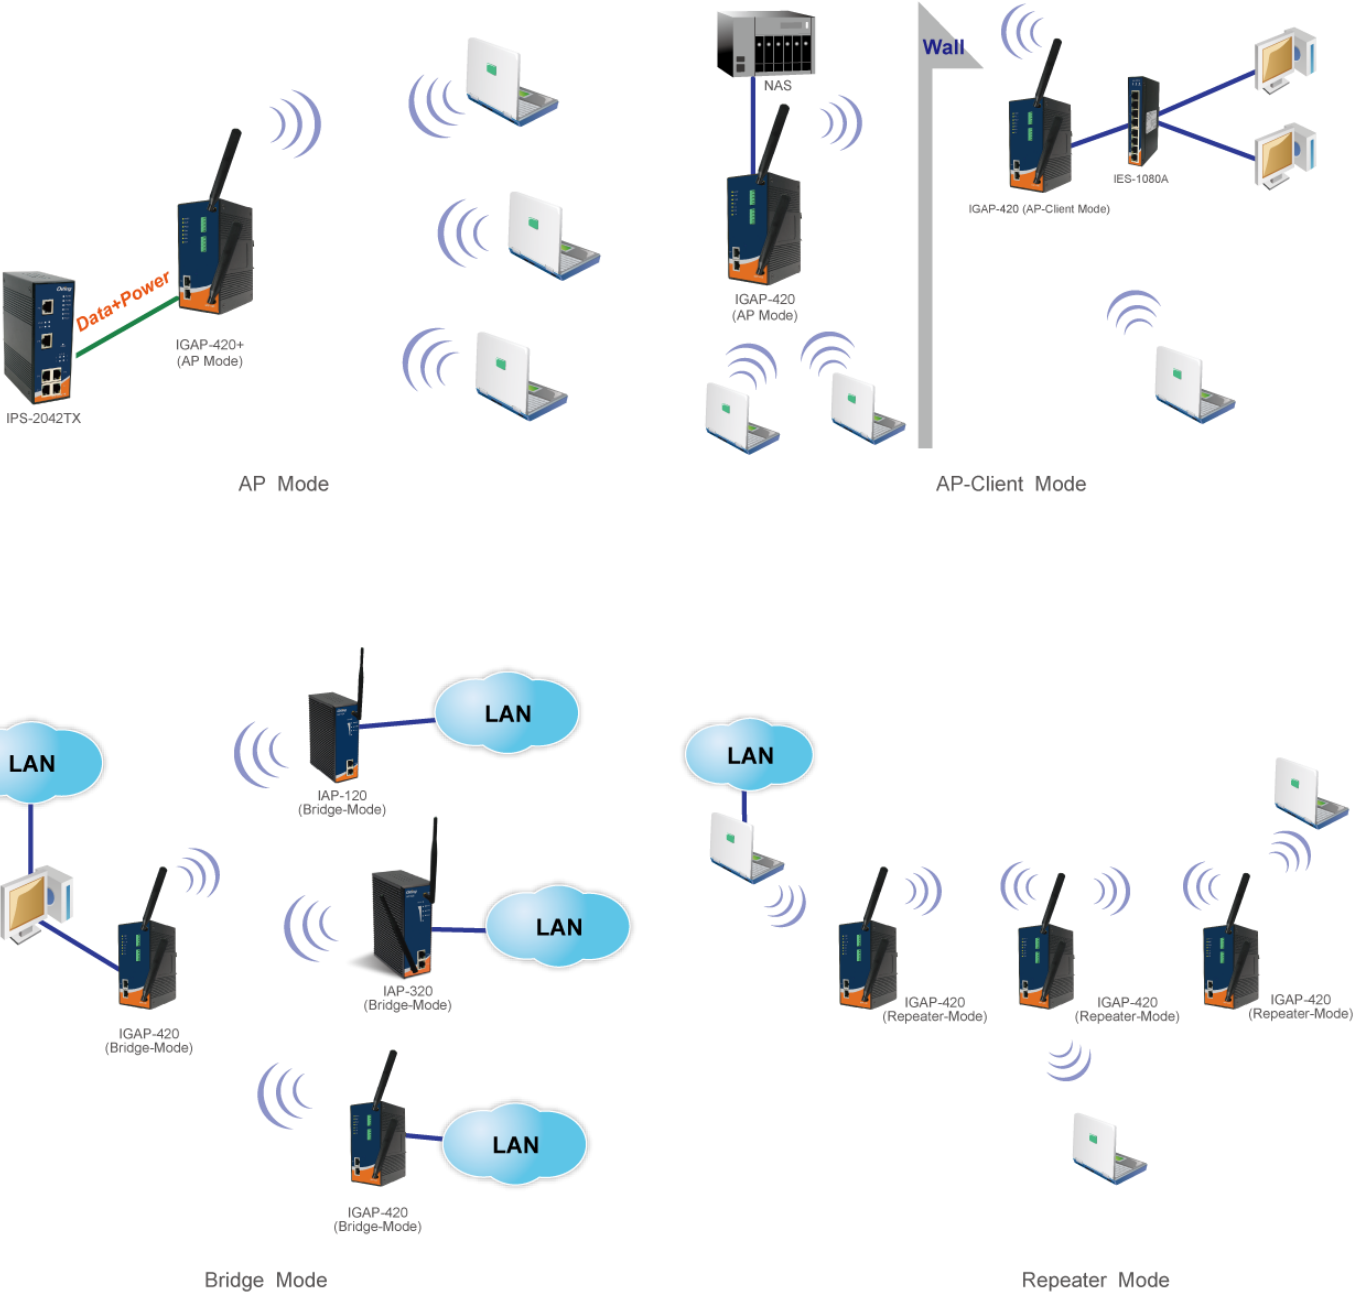 Data+Power
IGAP-420+
(AP Mode)
IPS-2042TX
AP Mode
NAS
Wall
IGAP-420
(AP Mode)
IGAP-420 (AP-Client Mode)
IES-1080A
AP-Client Mode
LAN
LAN
IAP-120
(Bridge-Mode)
LAN
IAP-320
(Bridge-Mode)
IGAP-420
(Bridge-Mode)
LAN
IGAP-420
(Bridge-Mode)
Bridge Mode
LAN
IGAP-420
(Repeater-Mode)
IGAP-420
(Repeater-Mode)
IGAP-420
(Repeater-Mode)
Repeater Mode